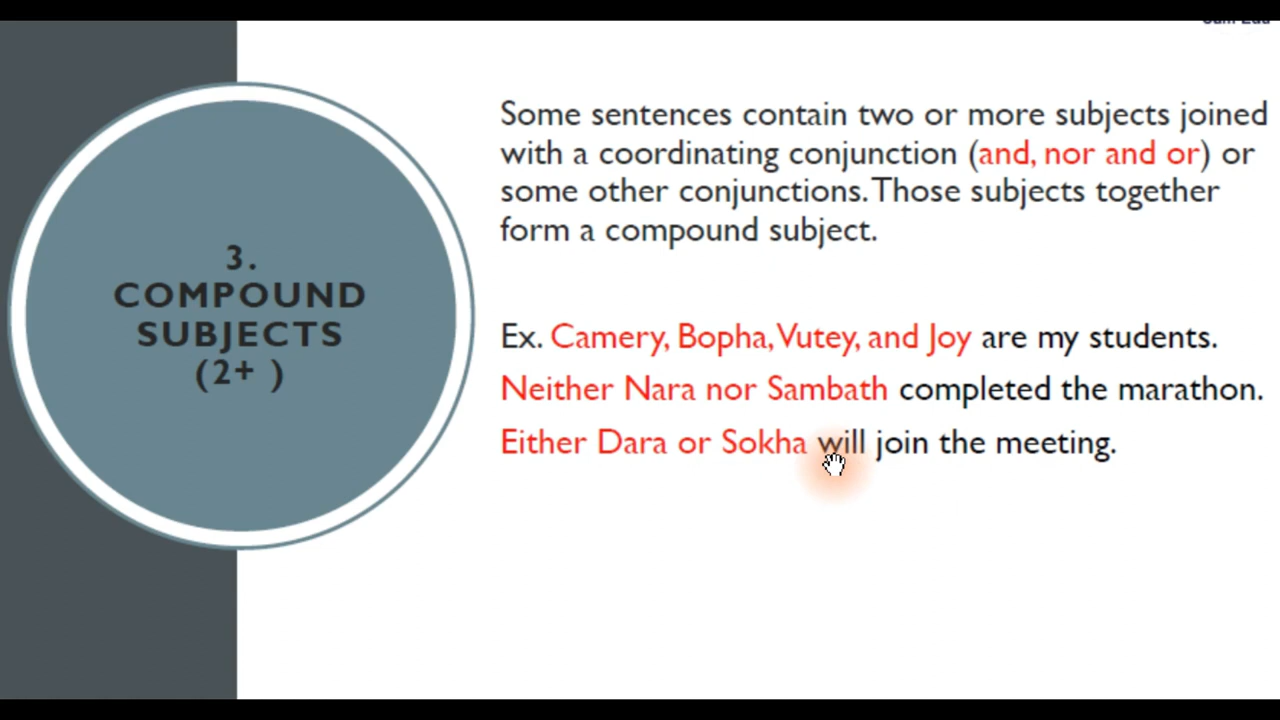 3.
COMPOUND
SUBJECTS
(2+ )
Some sentences contain two or more subjects joined
with a coordinating conjunction (and, nor and or) or
some other conjunctions. Those subjects together
form a compound subject.
Ex. Camery, Bopha, Vutey, and Joy are my students.
Neither Nara nor Sambath completed the marathon.
Either Dara or Sokha will join the meeting.